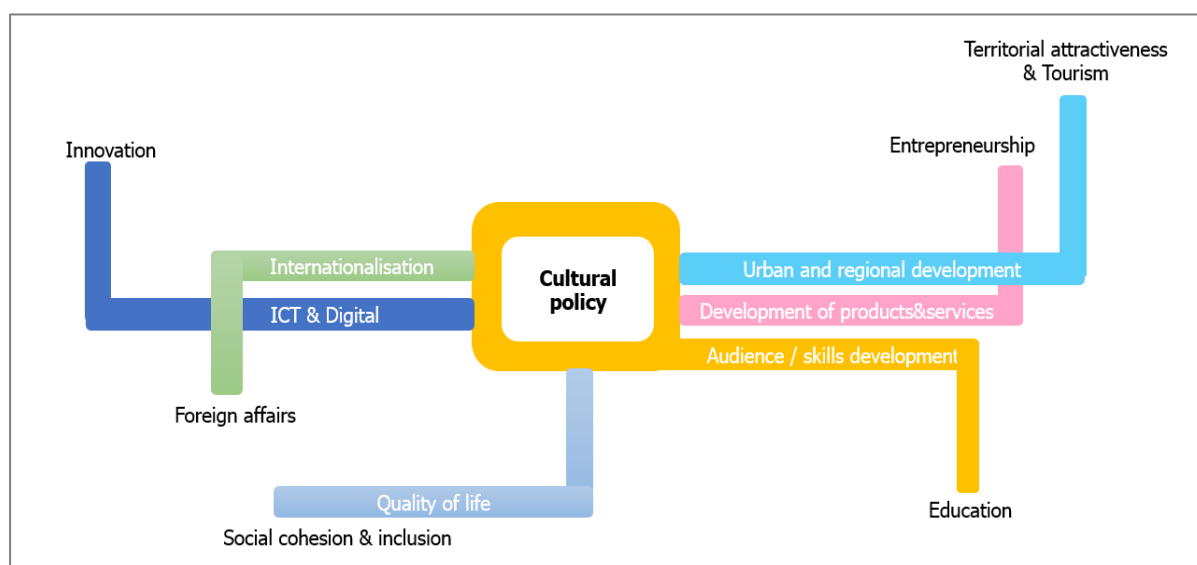 Territorial attractiveness
& Tourism
Innovation
Entrepreneurship
Internationalisation
Cultural
policy
Urban and regional development
ICT & Digital
Development of products&services
Audience / skills development
Foreign affairs
Quality of life
Education
Social cohesion & inclusion